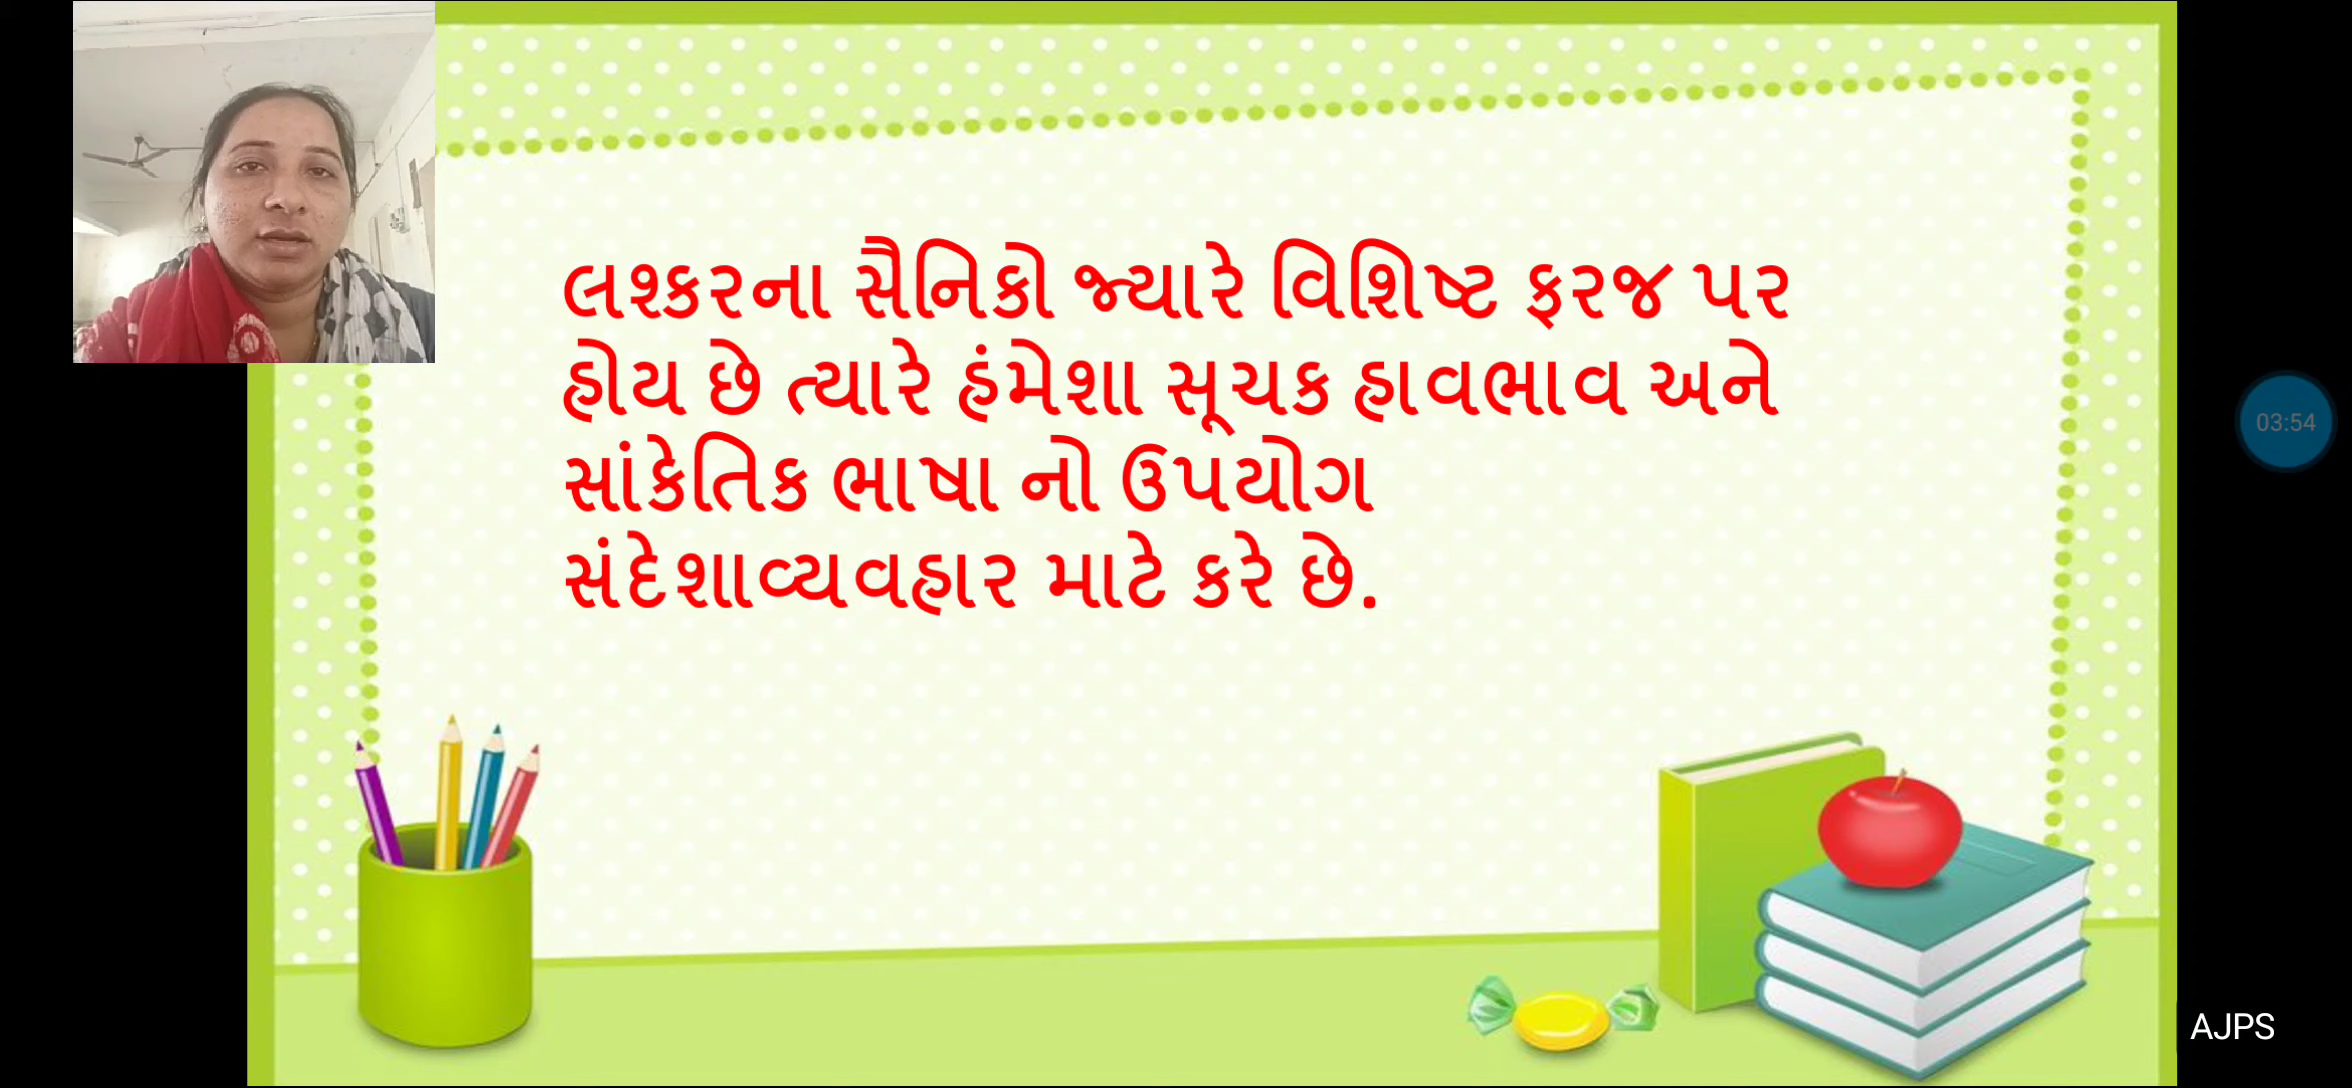 લશ્કરના સૈનિકો જ્યારે વિશિષ્ટ ફરજ પર
હોય છે ત્યારે હંમેશા સૂચક હાવભાવ અને
સાંકેતિક ભાષા નો ઉપયોગ
સંદેશાવ્યવહાર માટે કરે છે.
03:54
AJPS